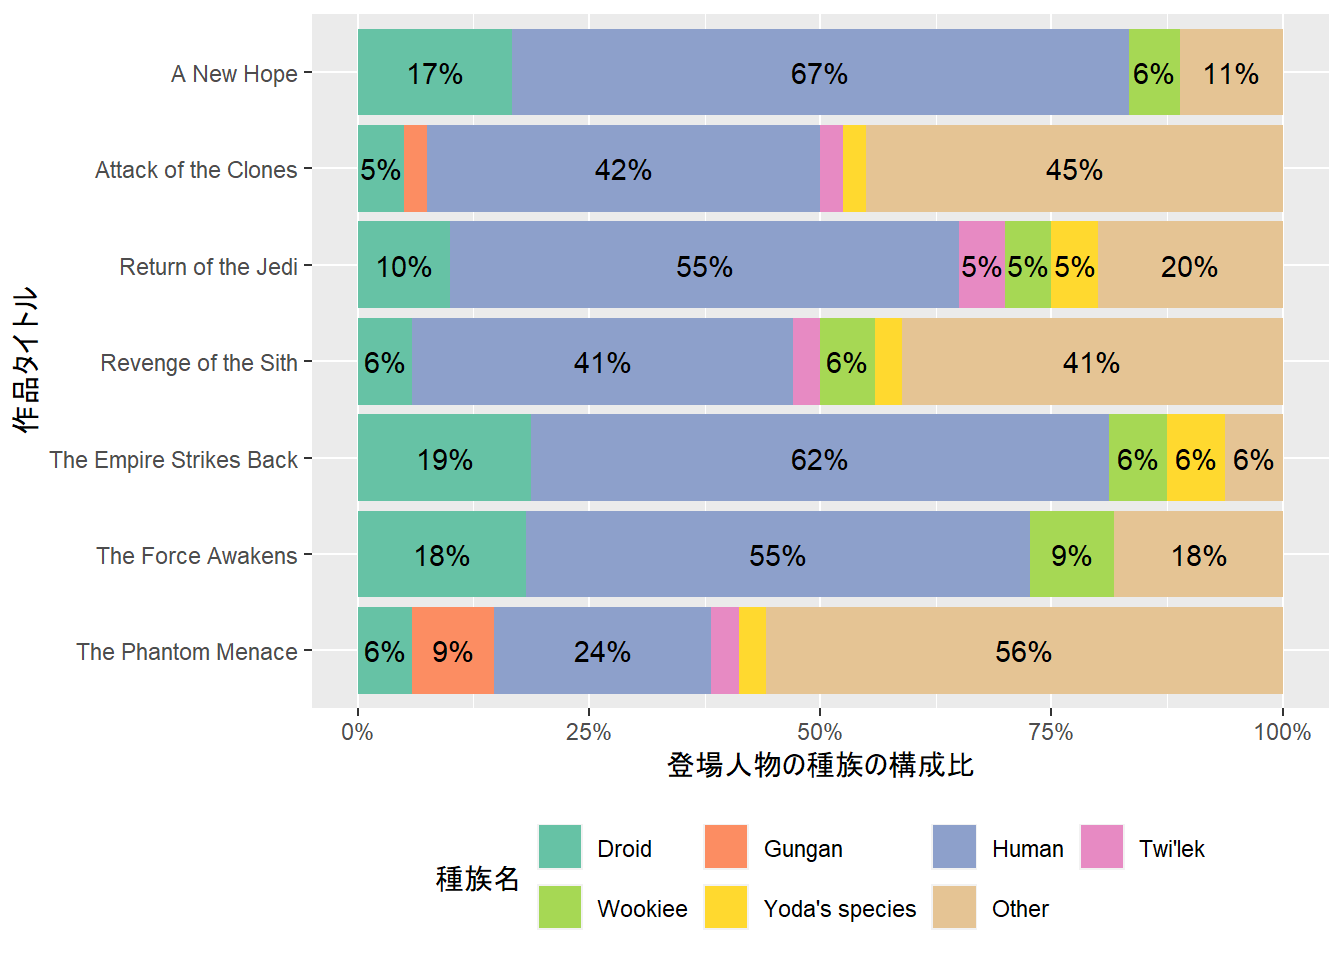 A New Hope 17% 67% 6% 11%
Attack of the Clones 5% 42% 45%
Return of the Jedi 10% 55% 5% 5% 5% 20%
Revenge of the Sith 6% 41% 6% 41%
The Empire Strikes Back 19% 62% 6% 6% 6%
The Force Awakens 18% 55% 9% 18%
The Phantom Menace 6% 9% 24% 56%
作品タイトル
0% 25% 50% 75% 100%
登場人物の種族の構成比
種族名
Droid Gungan Human Twi'lek
Wookiee Yoda's species Other